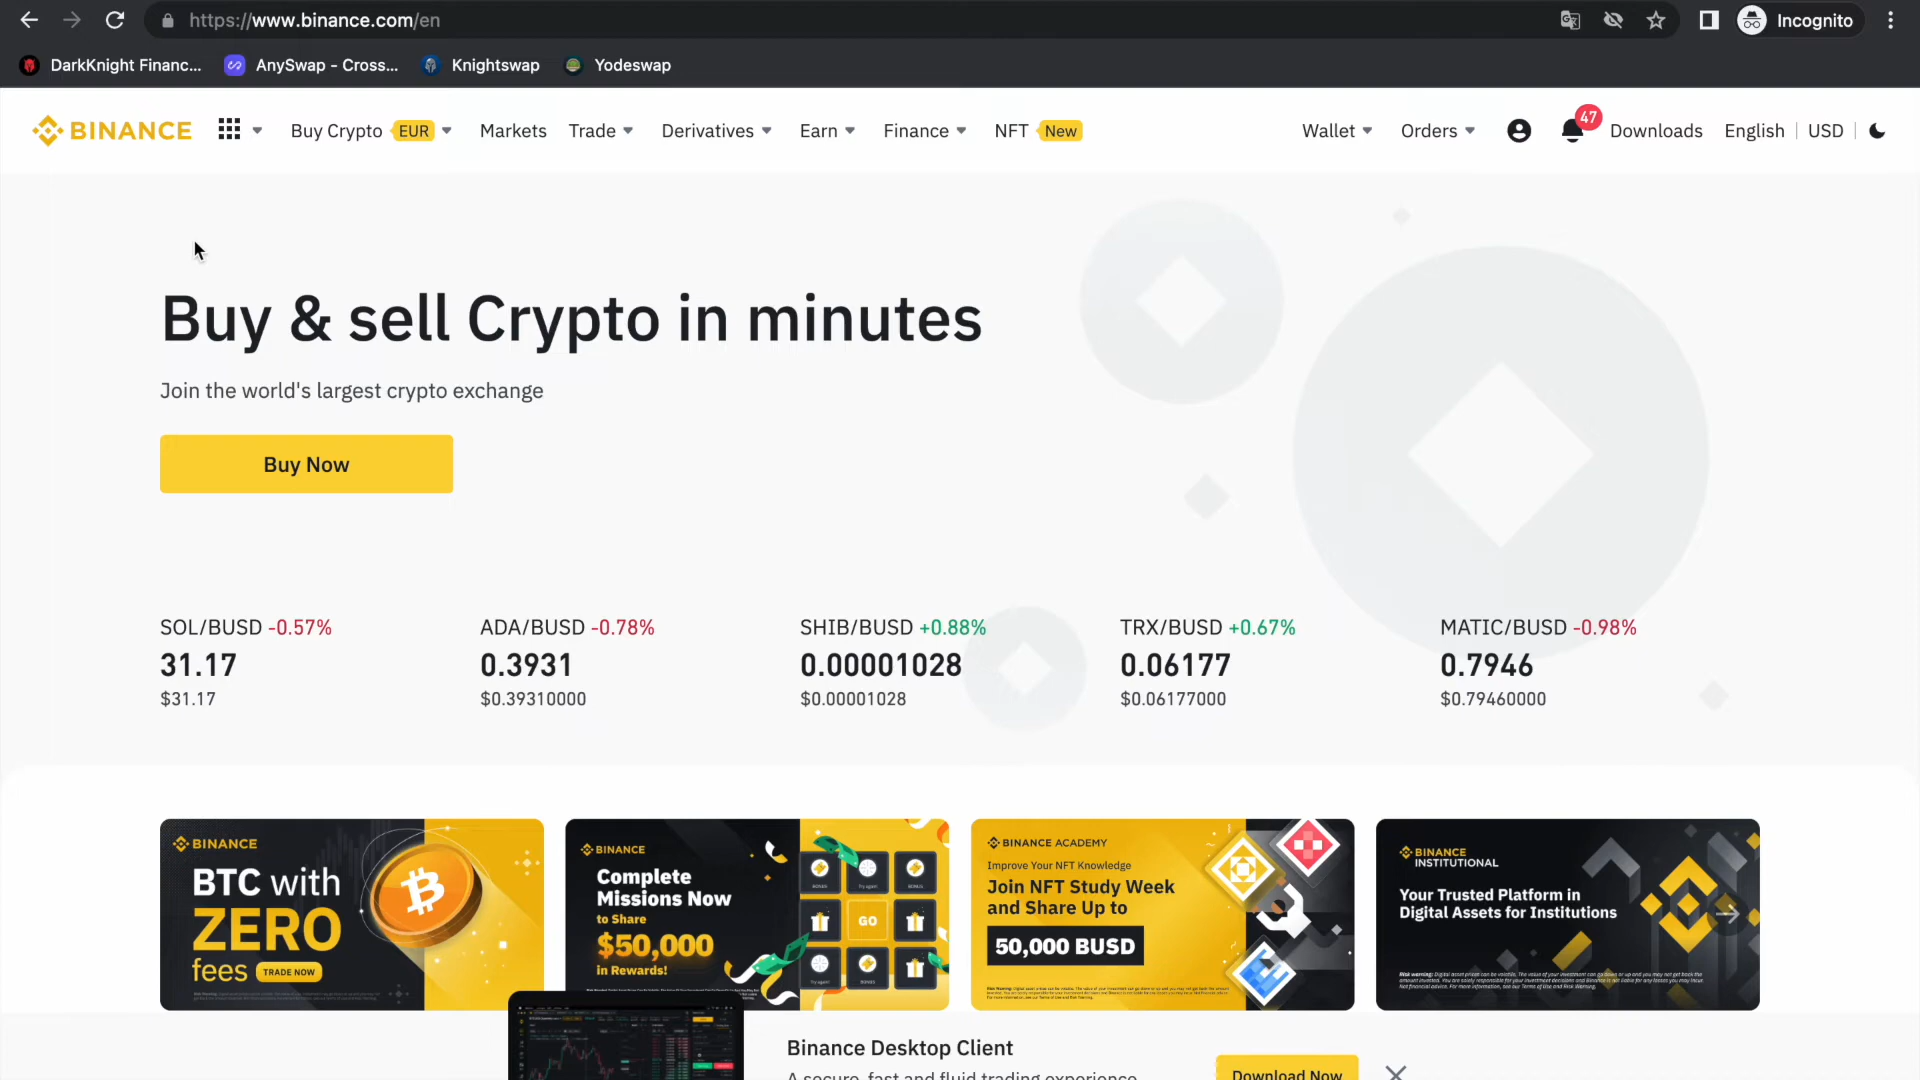 https://www.binance.com/en
Incognito
DarkKnight Financ...
AnySwap - Cross...
Knightswap
Yodeswap
BINANCE
Buy Crypto EUR
Markets
Trade
Derivatives
Earn
Finance
NFT New
Wallet
Orders
47
Downloads
English
USD
Buy & sell Crypto in minutes
Join the world's largest crypto exchange
Buy Now
SOL/BUSD -0.57%
31.17
$31.17
ADA/BUSD -0.78%
0.3931
$0.39310000
SHIB/BUSD +0.88%
0.00001028
$0.00001028
TRX/BUSD +0.67%
0.06177
$0.06177000
MATIC/BUSD -0.98%
0.7946
$0.79460000
BINANCE
BTC with
ZERO
fees TRADE NOW
BINANCE
Complete
Missions Now
to Share
$50,000
in Rewards!
GO
BINANCE ACADEMY
Improve Your NFT Knowledge
Join NFT Study Week
and Share Up to
50,000 BUSD
BINANCE
INSTITUTIONAL
Your Trusted Platform in
Digital Assets for Institutions
Binance Desktop Client
A secure, fast and fluid trading experience
Download Now